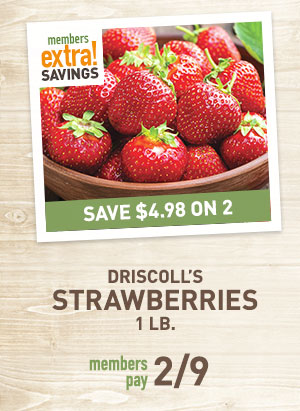 members
extra!
SAVINGS
SAVE $4.98 ON 2
DRISCOLL'S
STRAWBERRIES
1 LB.
members
pay 2/9